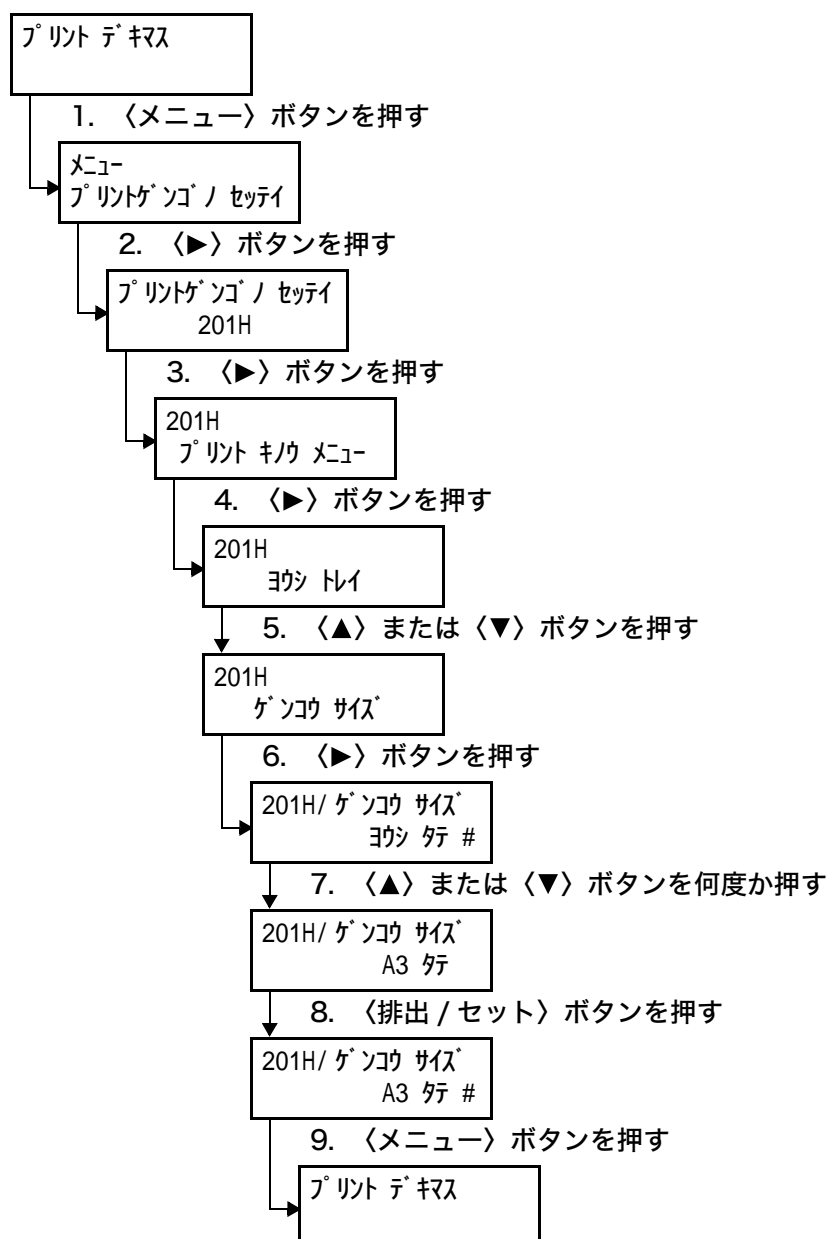 ﾌﾟﾘﾝﾄ ﾃﾞｷﾏｽ
1. 〈メニュー〉ボタンを押す
ﾒﾆｭｰ
ﾌﾟﾘﾝﾄｹﾞﾝｺﾞﾉ ｾｯﾃｲ
2. 〈▶〉ボタンを押す
ﾌﾟﾘﾝﾄｹﾞﾝｺﾞﾉ ｾｯﾃｲ
201H
3. 〈▶〉ボタンを押す
201H
ﾌﾟﾘﾝﾄ ｷﾉｳ ﾒﾆｭｰ
4. 〈▶〉ボタンを押す
201H
ﾖｳｼ ﾄﾚｲ
5. 〈▲〉または〈▼〉ボタンを押す
201H
ｹﾞﾝｺｳ ｻｲｽﾞ
6. 〈▶〉ボタンを押す
201H/ ｹﾞﾝｺｳ ｻｲｽﾞ
ﾖｳｼ ﾀﾃ #
7. 〈▲〉または〈▼〉ボタンを何度か押す
201H/ ｹﾞﾝｺｳ ｻｲｽﾞ
A3 ﾀﾃ
8. 〈排出 / セット〉ボタンを押す
201H/ ｹﾞﾝｺｳ ｻｲｽﾞ
A3 ﾀﾃ #
9. 〈メニュー〉ボタンを押す
ﾌﾟﾘﾝﾄ ﾃﾞｷﾏｽ